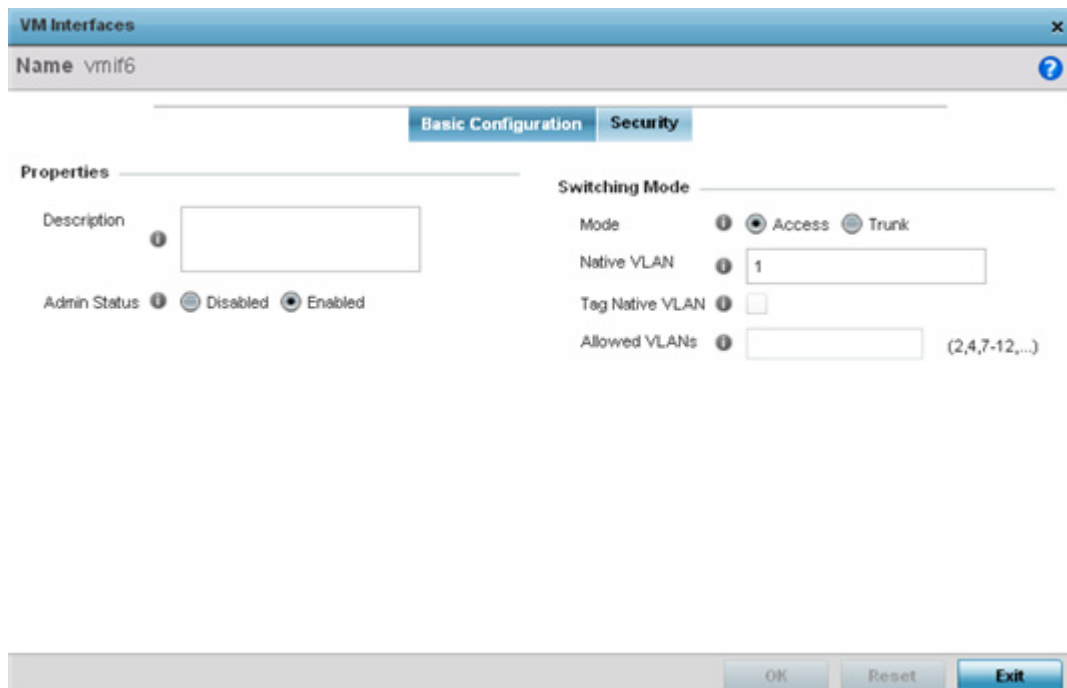 VM Interfaces
Name vmif6
Basic Configuration Security
Properties
Description
Admin Status Disabled Enabled
Switching Mode
Mode Access Trunk
Native VLAN 1
Tag Native VLAN
Allowed VLANs (2,4,7-12,...)
OK Reset Exit